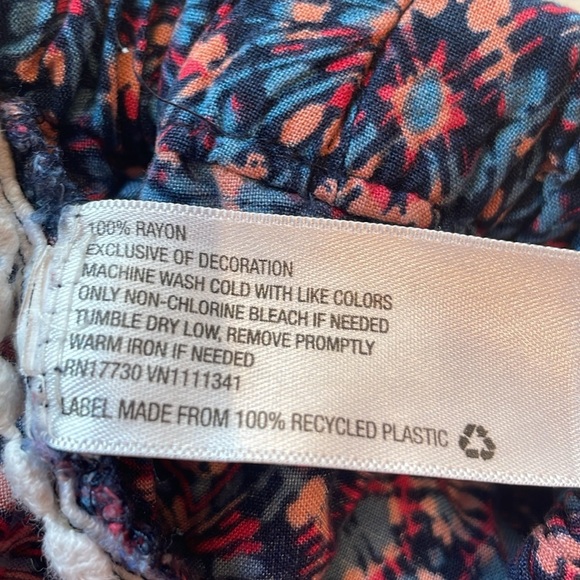 100% RAYON
EXCLUSIVE OF DECORATION
MACHINE WASH COLD WITH LIKE COLORS
ONLY NON-CHLORINE BLEACH IF NEEDED
TUMBLE DRY LOW, REMOVE PROMPTLY
WARM IRON IF NEEDED
RN17730 VN1111341
LABEL MADE FROM 100% RECYCLED PLASTIC